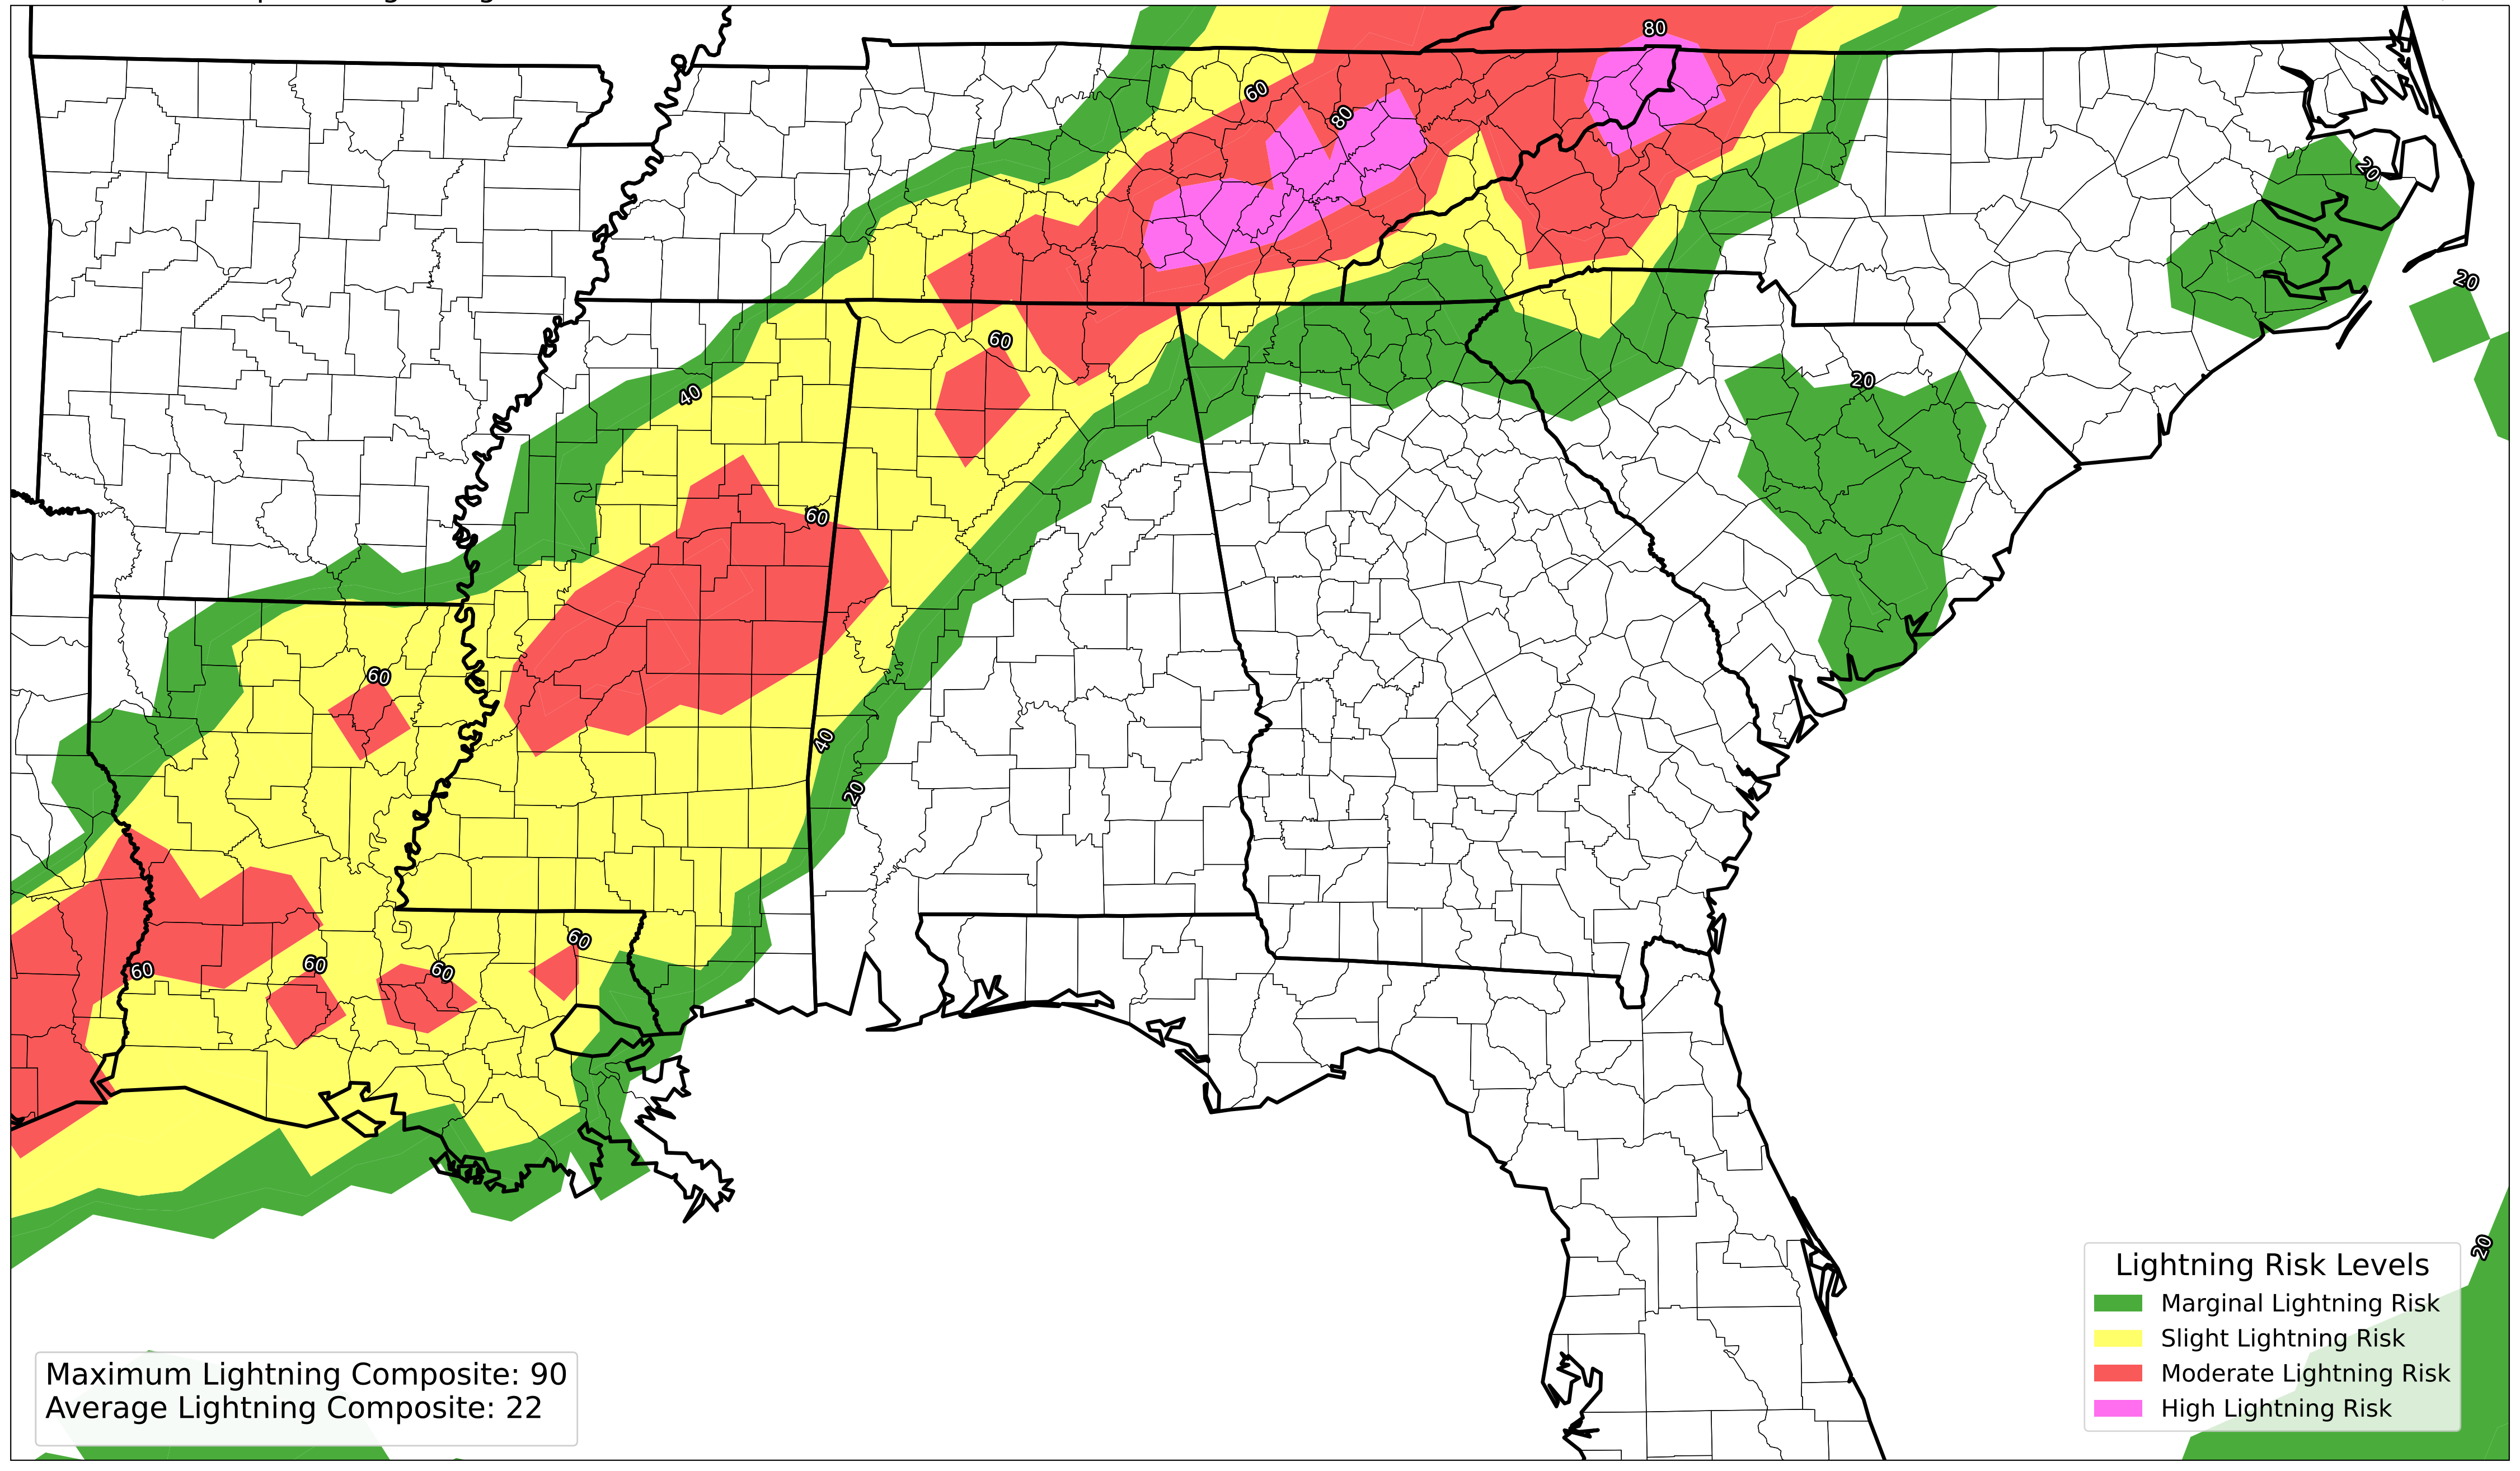 80
60
80
20
20
60
40
20
60
60
40
20
60
60
60
60
20
Lightning Risk Levels
Marginal Lightning Risk
Slight Lightning Risk
Moderate Lightning Risk
High Lightning Risk
Maximum Lightning Composite: 90
Average Lightning Composite: 22